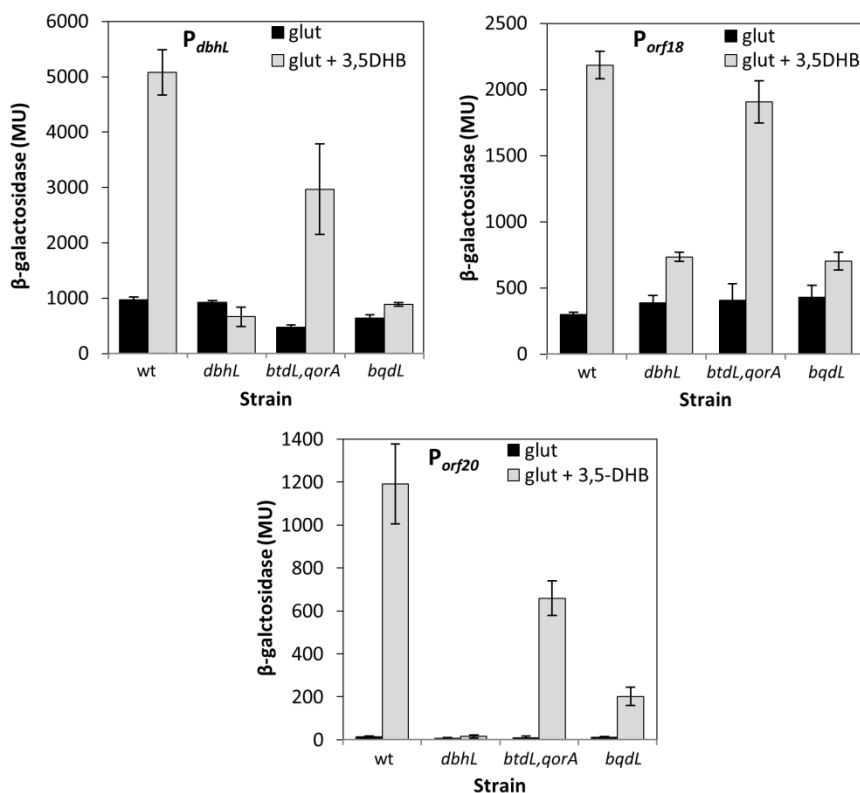 P dbhL
glut
glut + 3,5DHB
β-galactosidase (MU)
6000
5000
4000
3000
2000
1000
0
wt dbhL btdL,qorA bqdL
Strain
P orf18
glut
glut + 3,5DHB
β-galactosidase (MU)
2500
2000
1500
1000
500
0
wt dbhL btdL,qorA bqdL
Strain
P orf20
glut
glut + 3,5-DHB
β-galctosidase (MU)
1400
1200
1000
800
600
400
200
0
wt dbhL btdL,qorA bqdL
Strain